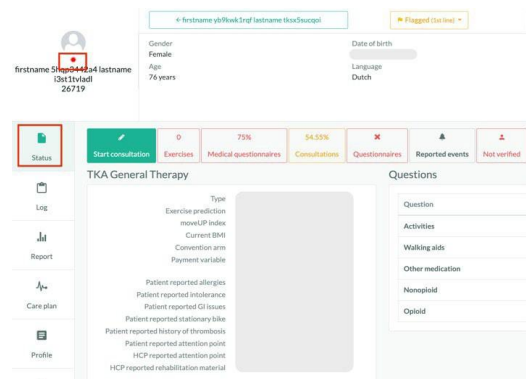 ← firstname yb9kwk1rqf lastname tksa5sucqoi
Flagged (1st line)
firstname 5hqp3442a4 lastname
i3st1tvladl
26719
Gender
Female
Age
76 years
Date of birth
Language
Dutch
Status
Log
Report
Care plan
Profile
Start consultation
0
Exercises
75%
Medical questionnaires
54.55%
Consultations
Questionnaires
Reported events
Not verified
TKA General Therapy
Type
Exercise prediction
moveUP index
Current BMI
Convention arm
Payment variable
Patient reported allergies
Patient reported intolerance
Patient reported GI issues
Patient reported stationary bike
Patient reported history of thrombosis
Patient reported attention point
HCP reported attention point
HCP reported rehabilitation material
Questions
Question
Activities
Walking aids
Other medication
Nonopioid
Opioid